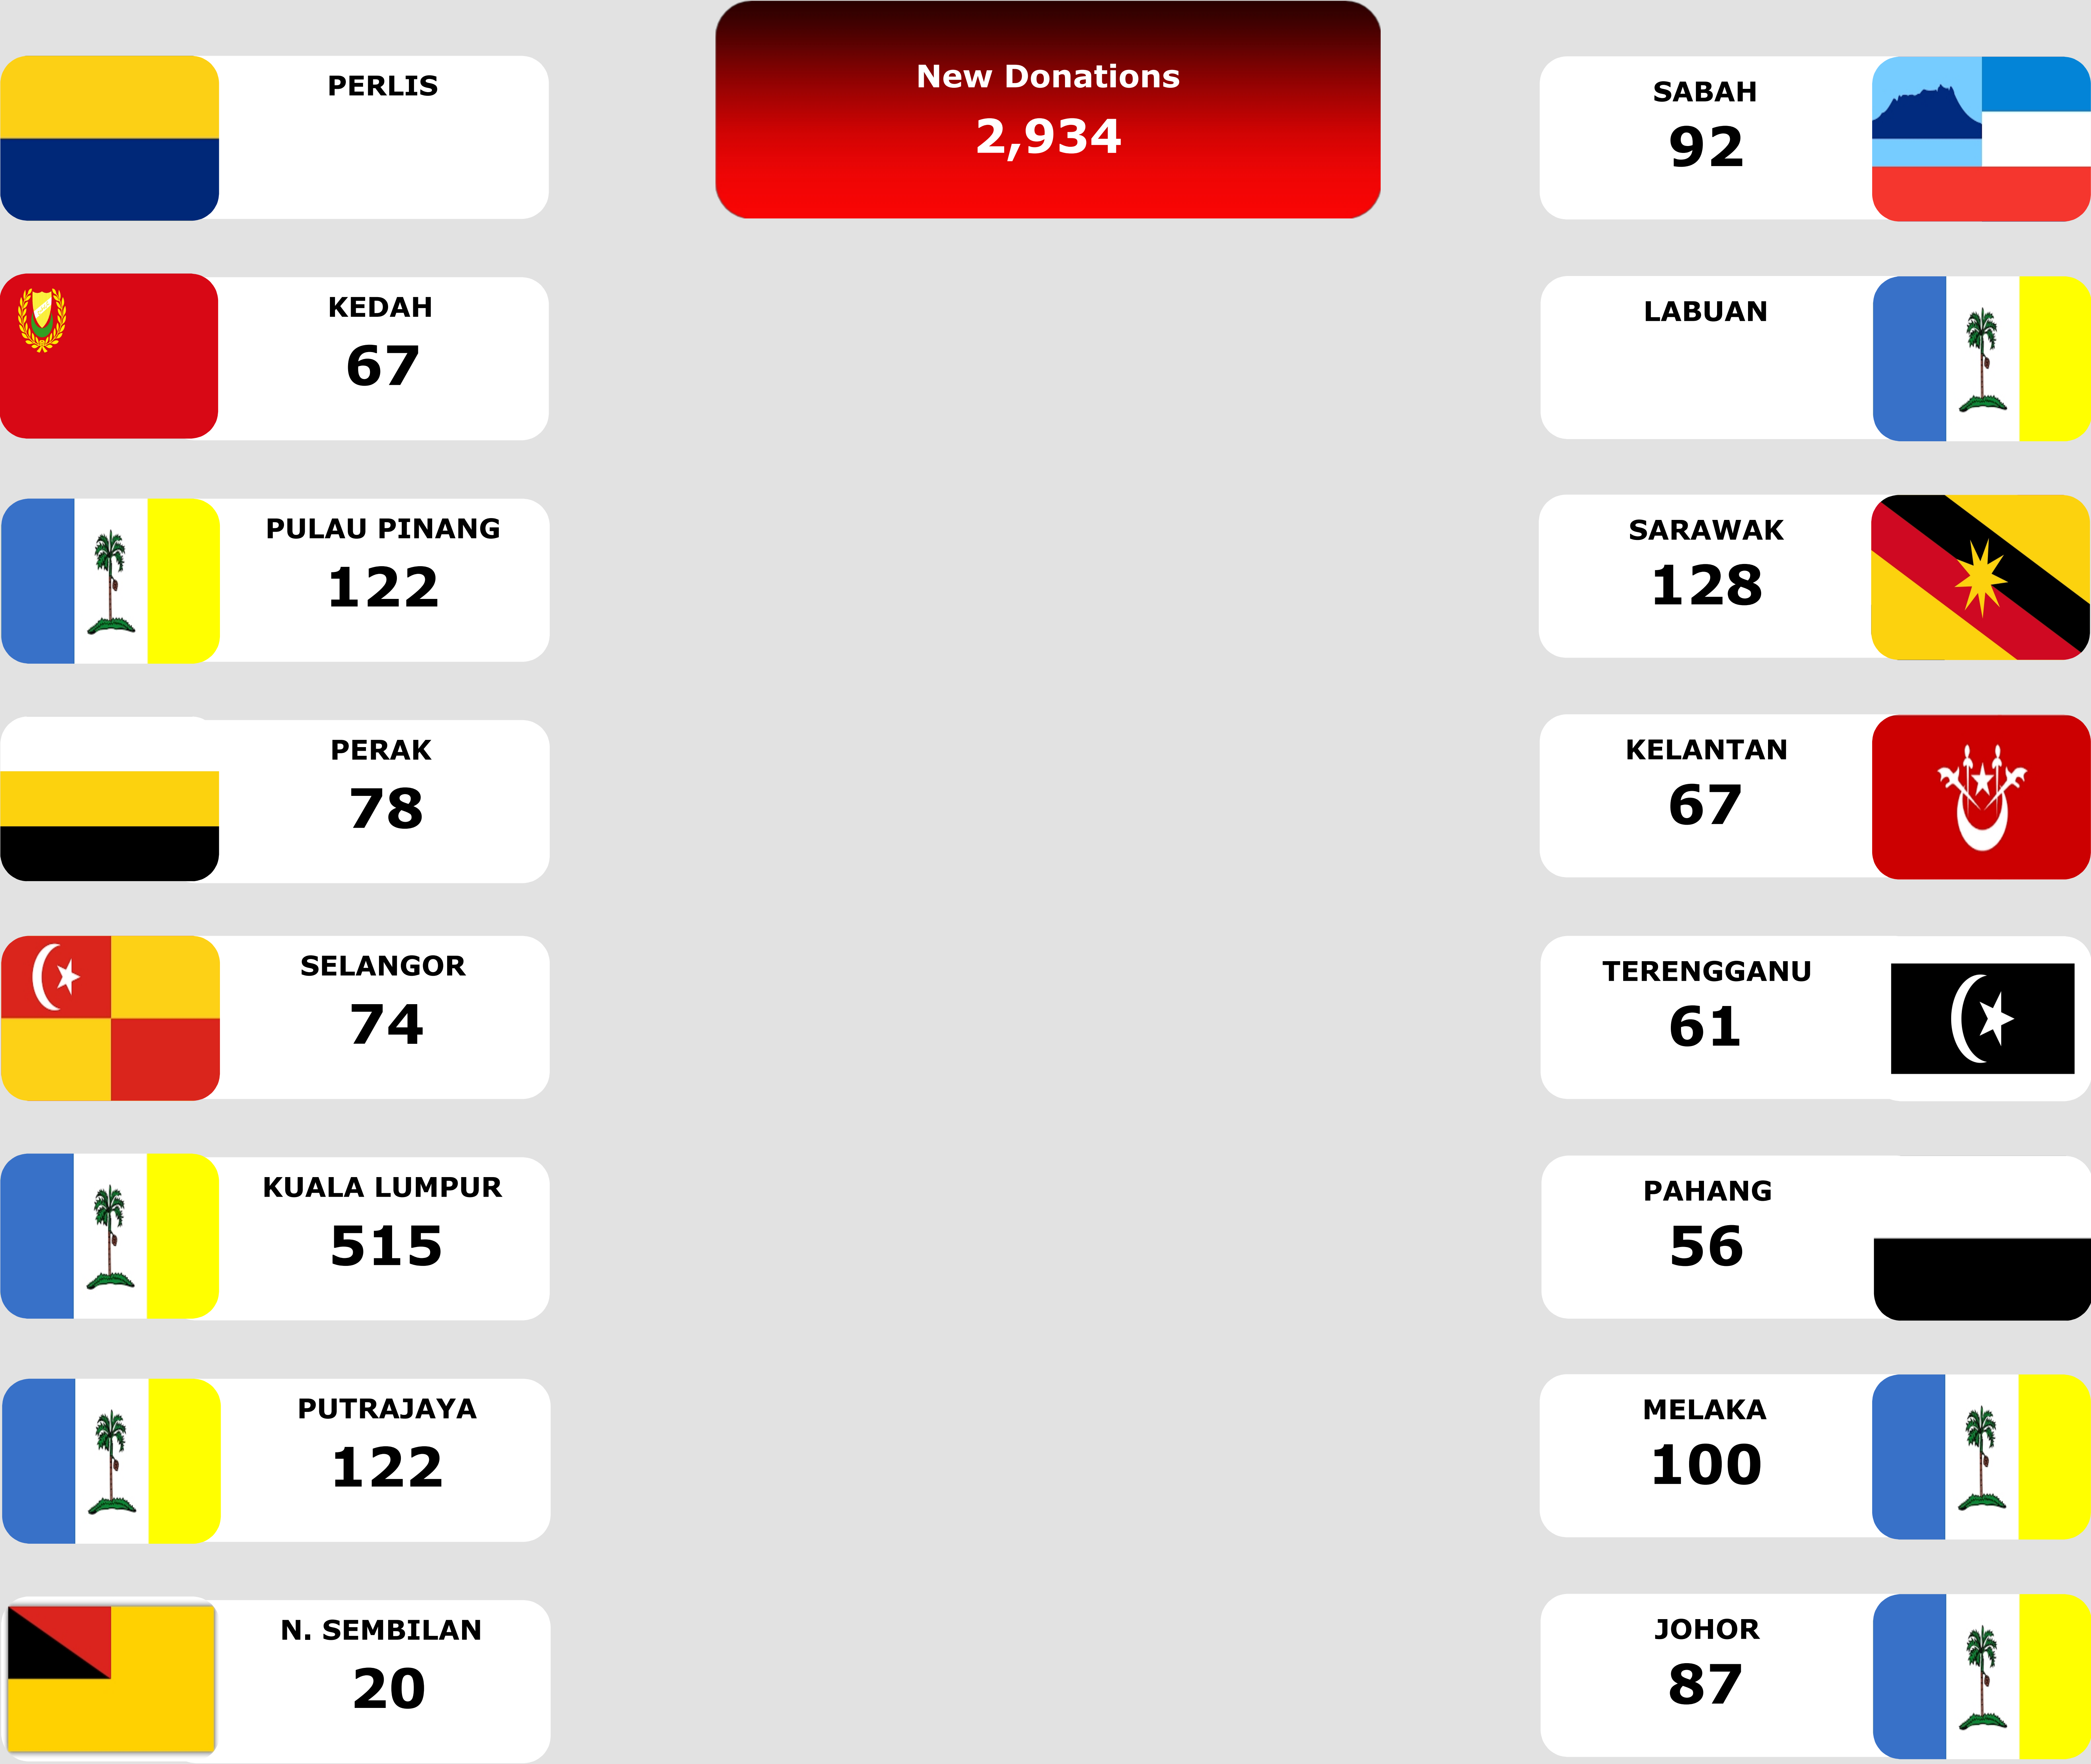 PERLIS
KEDAH
67
PULAU PINANG
122
PERAK
78
SELANGOR
74
KUALA LUMPUR
515
PUTRAJAYA
122
N. SEMBILAN
20
New Donations
2,934
SABAH
92
LABUAN
SARAWAK
128
KELANTAN
67
TERENGGANU
61
PAHANG
56
MELAKA
100
JOHOR
87